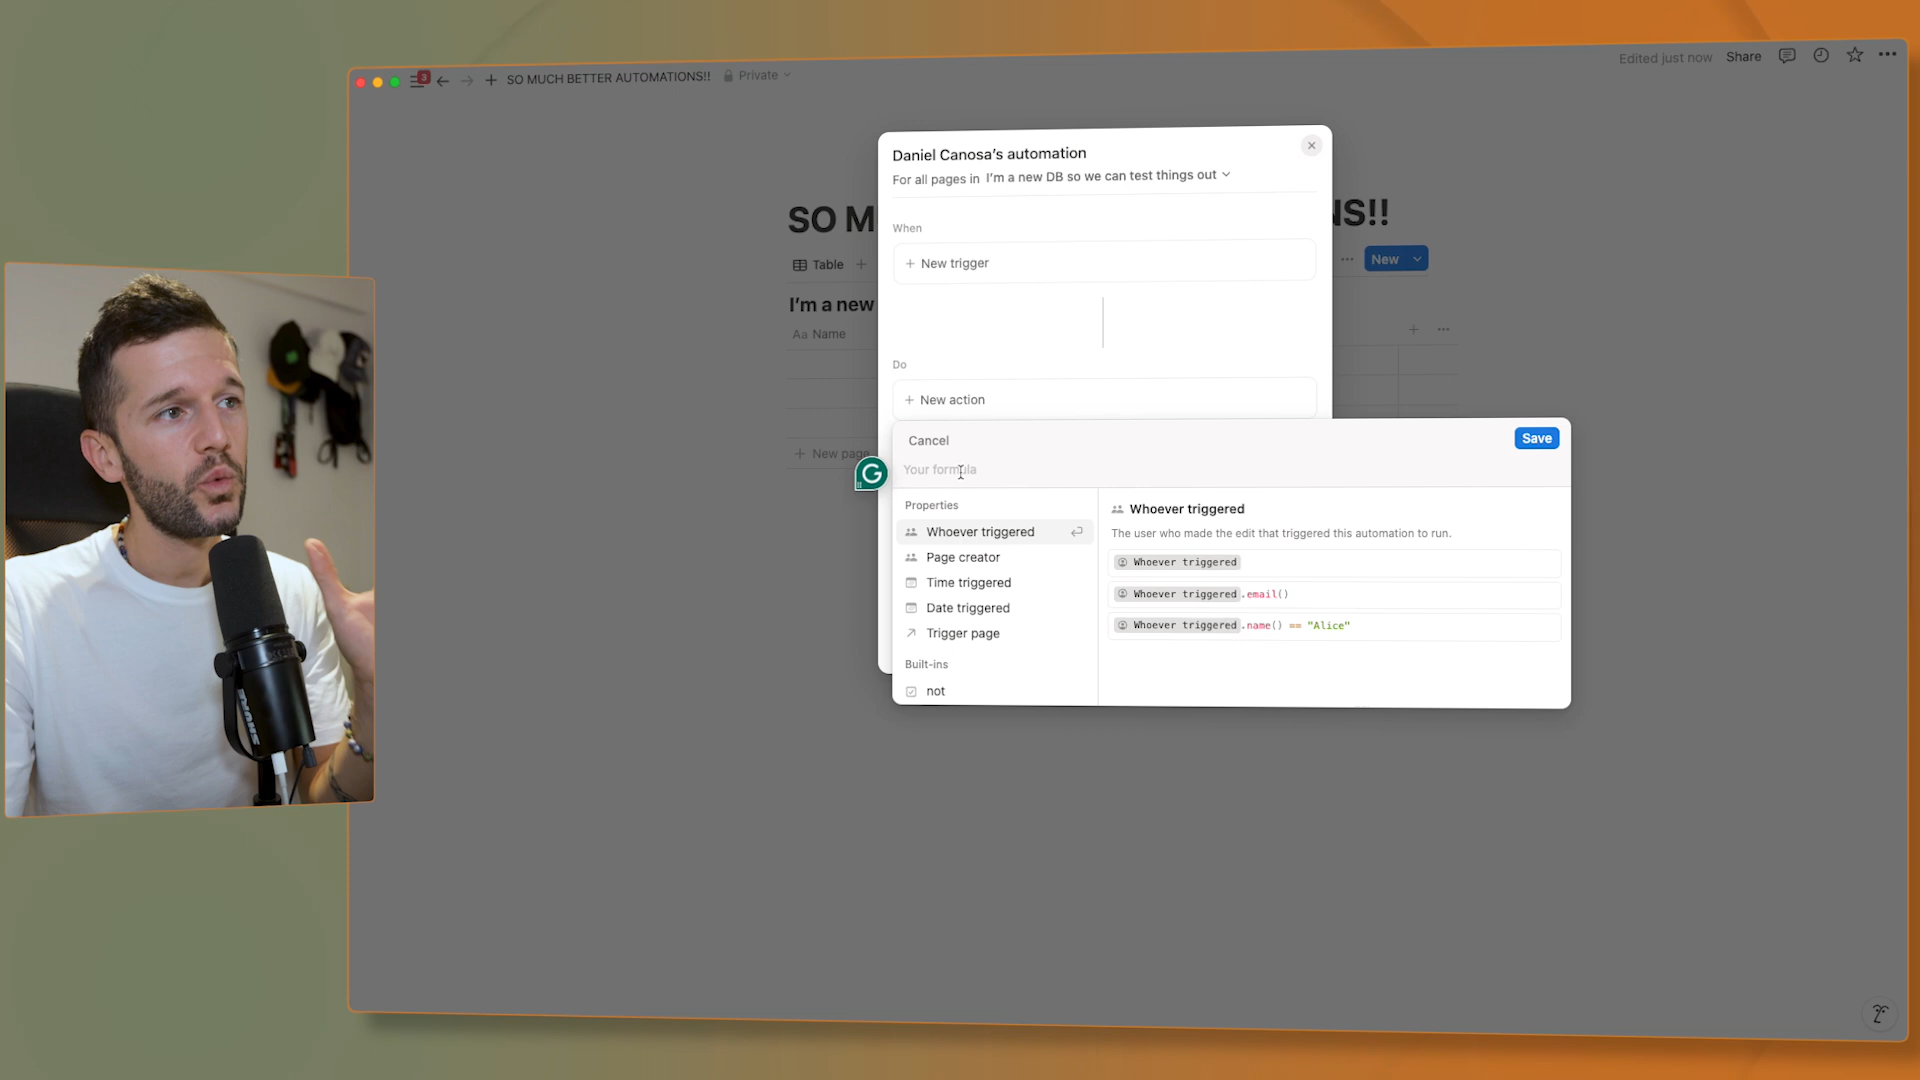 3
SO MUCH BETTER AUTOMATIONS!!
Private
Edited just now
Share
Daniel Canosa's automation
For all pages in I'm a new DB so we can test things out
SO M
NS!!
When
+ New trigger
Table +
New
I'm a new
Aa Name
Do
+ New action
+ New page
Cancel
Save
Your formula
G
Properties
Whoever triggered
Page creator
Time triggered
Date triggered
Trigger page
Built-ins
not
Whoever triggered
The user who made the edit that triggered this automation to run.
Whoever triggered
Whoever triggered.email()
Whoever triggered.name() == "Alice"